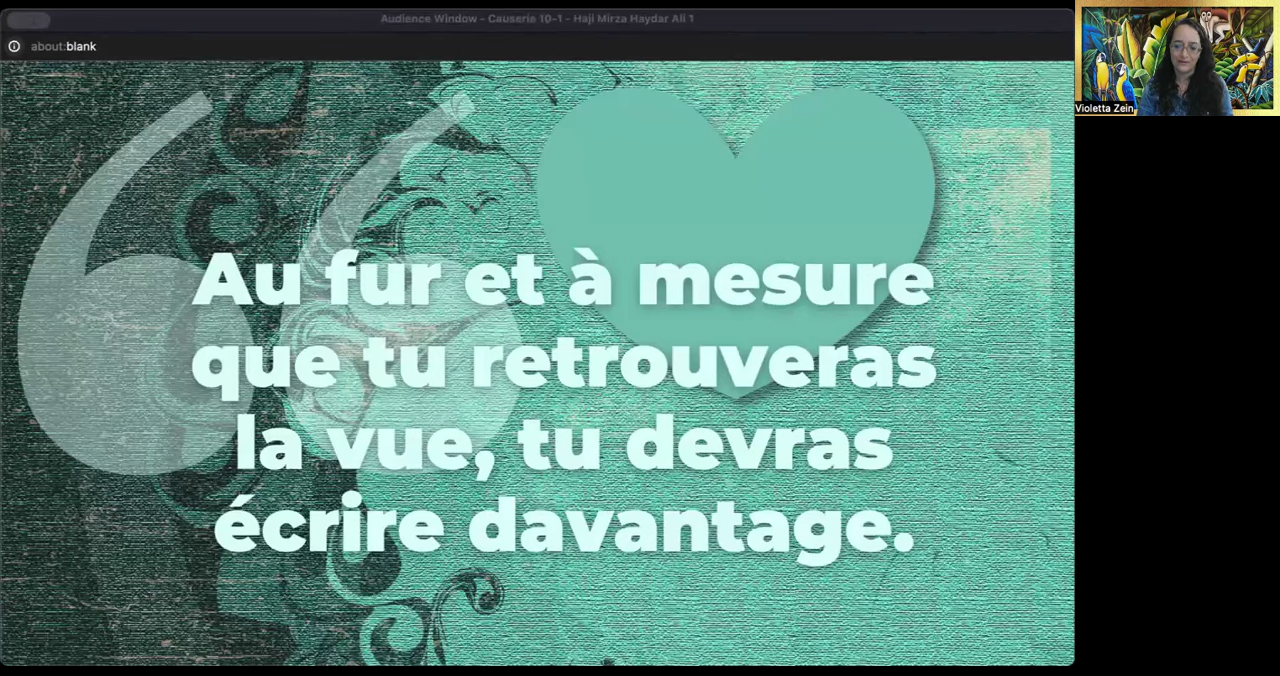 Audience Window - Causerie 10-1 - Haji Mirza Haydar Ali 1
about:blank
Violetta Zein
Au fur et à mesure
que tu retrouveras
la vue, tu devras
écrire davantage.